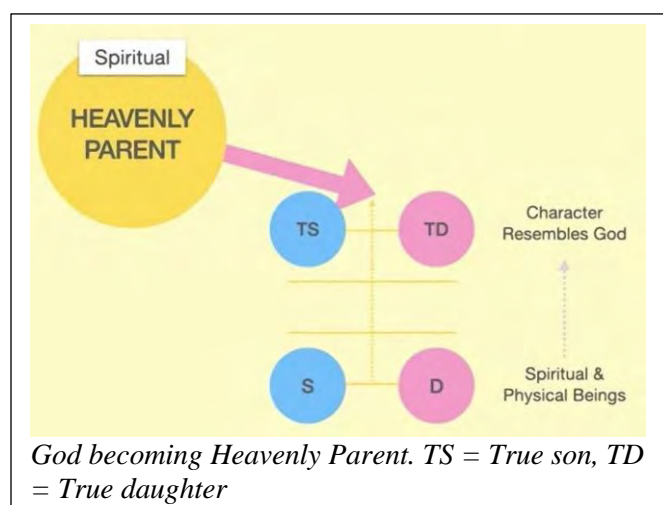 Spiritual
HEAVENLY
PARENT
TS
TD
Character
Resembles God
S
D
Spiritual &
Physical Beings
God becoming Heavenly Parent. TS = True son, TD
= True daughter